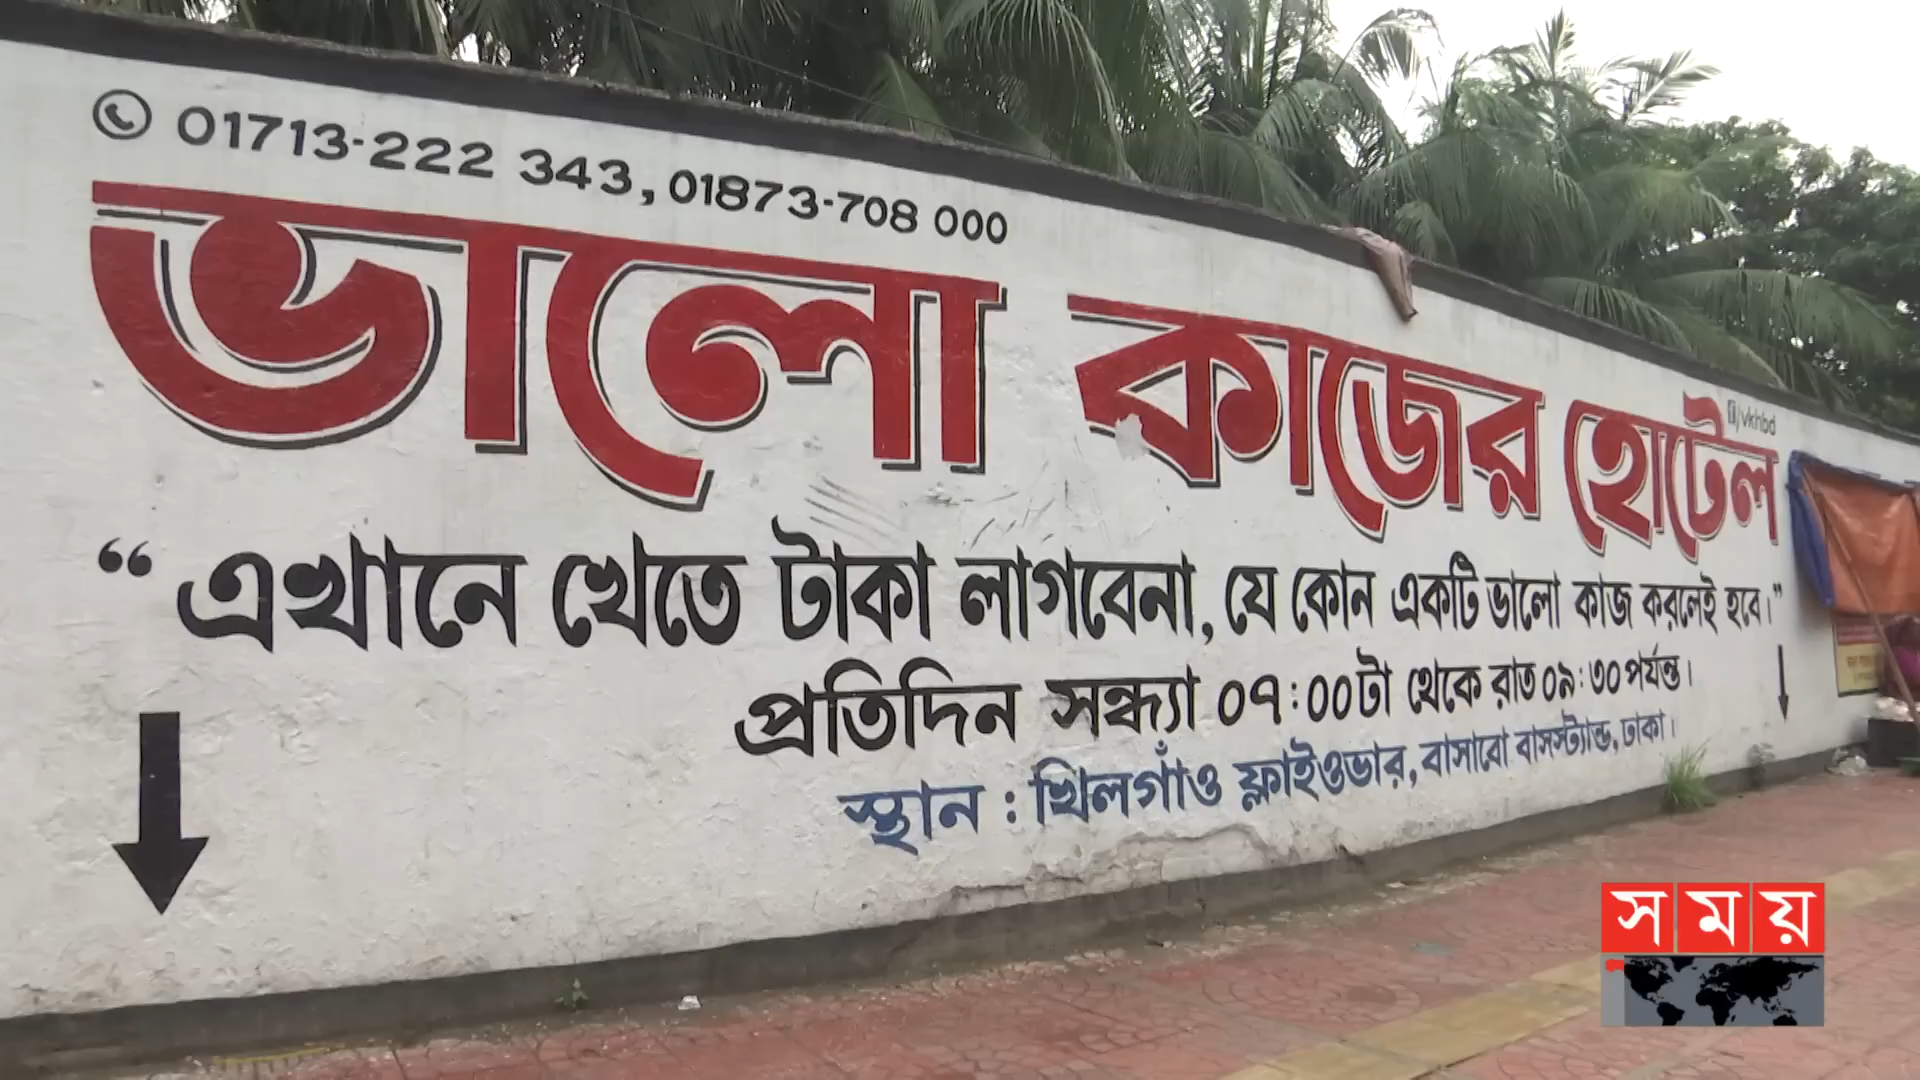 01713-222 343, 01873-708 000
ভালো কাজের হোটেল
f/vkhbd
“এখানে খেতে টাকা লাগবেনা, যে কোন একটি ভালো কাজ করলেই হবে।”
প্রতিদিন সন্ধ্যা ০৭:০০টা থেকে রাত ০৯:৩০ পর্যন্ত।
স্থান : খিলগাঁও ফ্লাইওভার, বাসাবো বাসস্ট্যান্ড, ঢাকা।
সময়